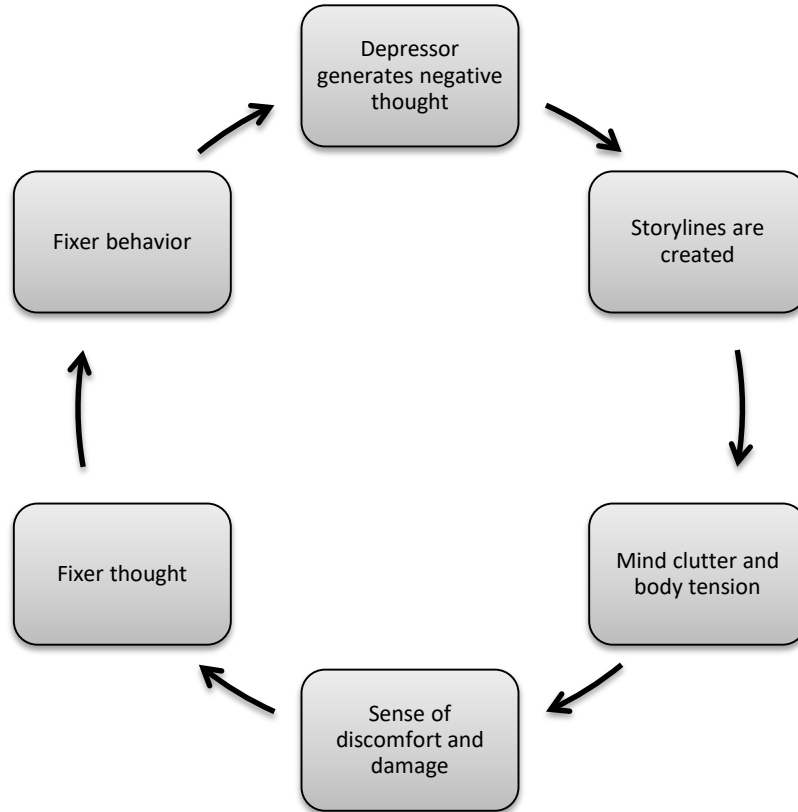 Depressor
generates negative
thought
Storylines are
created
Mind clutter and
body tension
Sense of
discomfort and
damage
Fixer thought
Fixer behavior